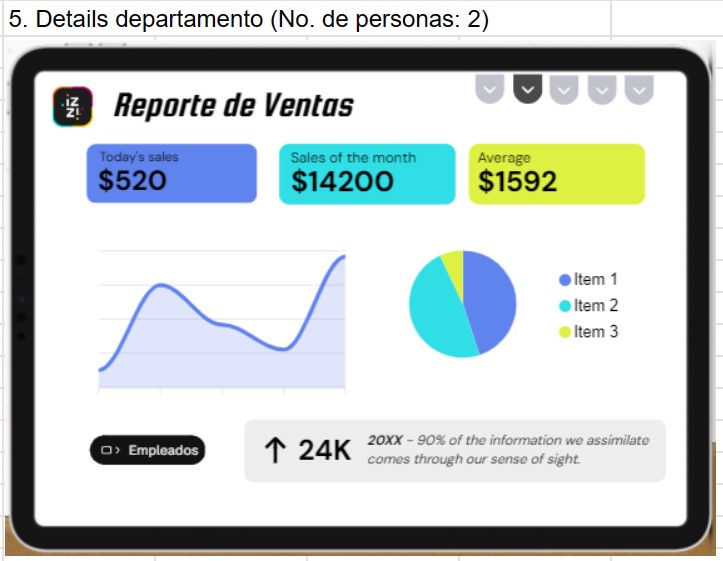 5. Details departamento (No. de personas: 2)
iZ
Zi
Reporte de Ventas
Today's sales
$520
Sales of the month
$14200
Average
$1592
Item 1
Item 2
Item 3
Empleados
↑ 24K
20XX – 90% of the information we assimilate
comes through our sense of sight.